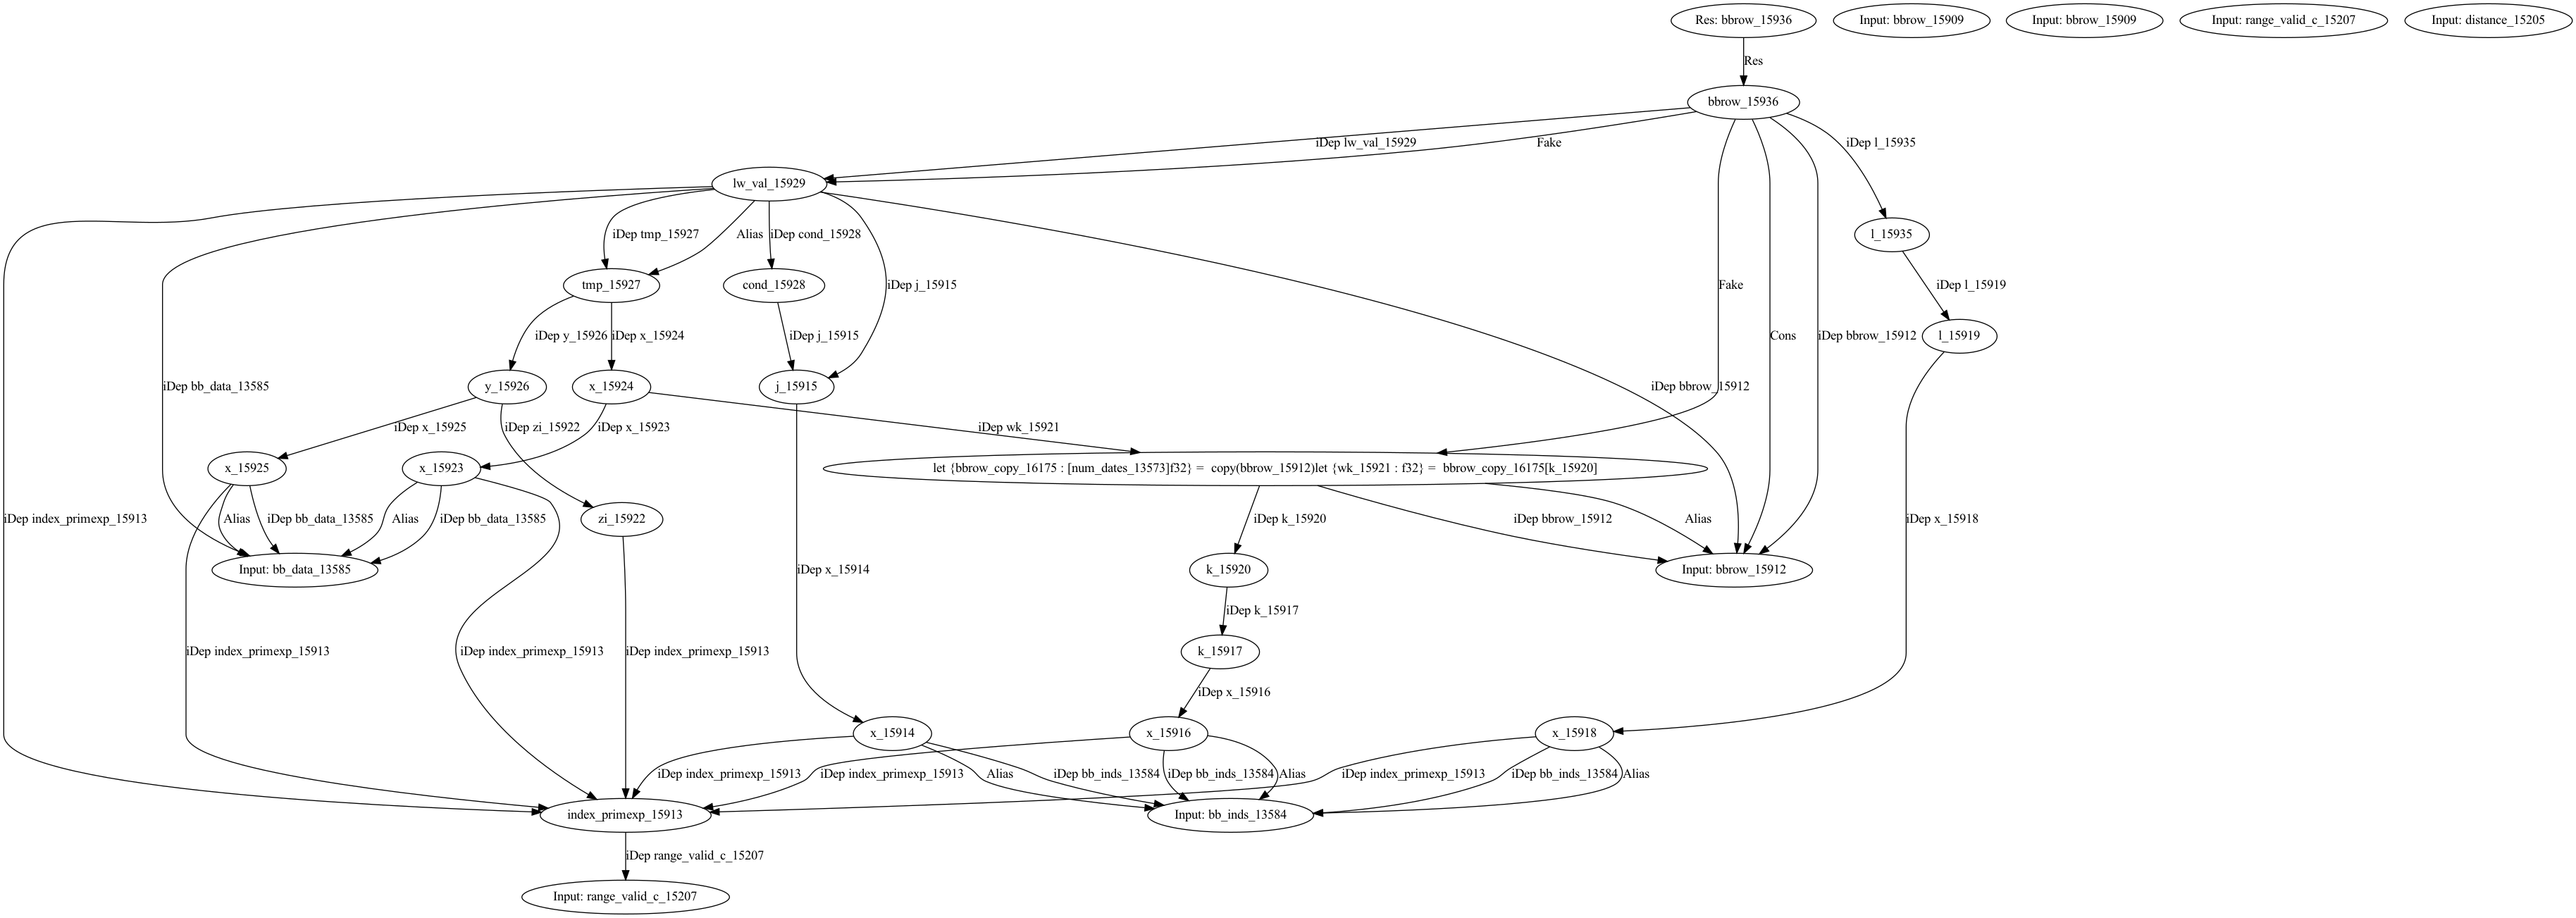 Res: bbrow_15936
Input: bbrow_15909
Input: bbrow_15909
Input: range_valid_c_15207
Input: distance_15205
Res
bbrow_15936
iDep lw_val_15929
Fake
iDep l_15935
lw_val_15929
iDep tmp_15927
Alias
iDep cond_15928
l_15935
tmp_15927
cond_15928
iDep j_15915
Fake
iDep l_15919
iDep y_15926
iDep x_15924
iDep j_15915
Cons
iDep bbrow_15912
l_15919
iDep bb_data_13585
y_15926
x_15924
j_15915
iDep bbrow_15912
iDep x_15925
iDep zi_15922
iDep x_15923
iDep wk_15921
x_15925
x_15923
let {bbrow_copy_16175 : [num_dates_13573]f32} =  copy(bbrow_15912)let {wk_15921 : f32} =  bbrow_copy_16175[k_15920]
iDep index_primexp_15913
Alias
iDep bb_data_13585
Alias
iDep bb_data_13585
zi_15922
iDep k_15920
iDep bbrow_15912
Alias
iDep x_15918
Input: bb_data_13585
iDep x_15914
k_15920
Input: bbrow_15912
iDep k_15917
iDep index_primexp_15913
iDep index_primexp_15913
iDep index_primexp_15913
k_15917
iDep x_15916
x_15914
x_15916
x_15918
iDep index_primexp_15913
iDep index_primexp_15913
Alias
iDep bb_inds_13584
iDep bb_inds_13584
Alias
iDep index_primexp_15913
iDep bb_inds_13584
Alias
index_primexp_15913
Input: bb_inds_13584
iDep range_valid_c_15207
Input: range_valid_c_15207